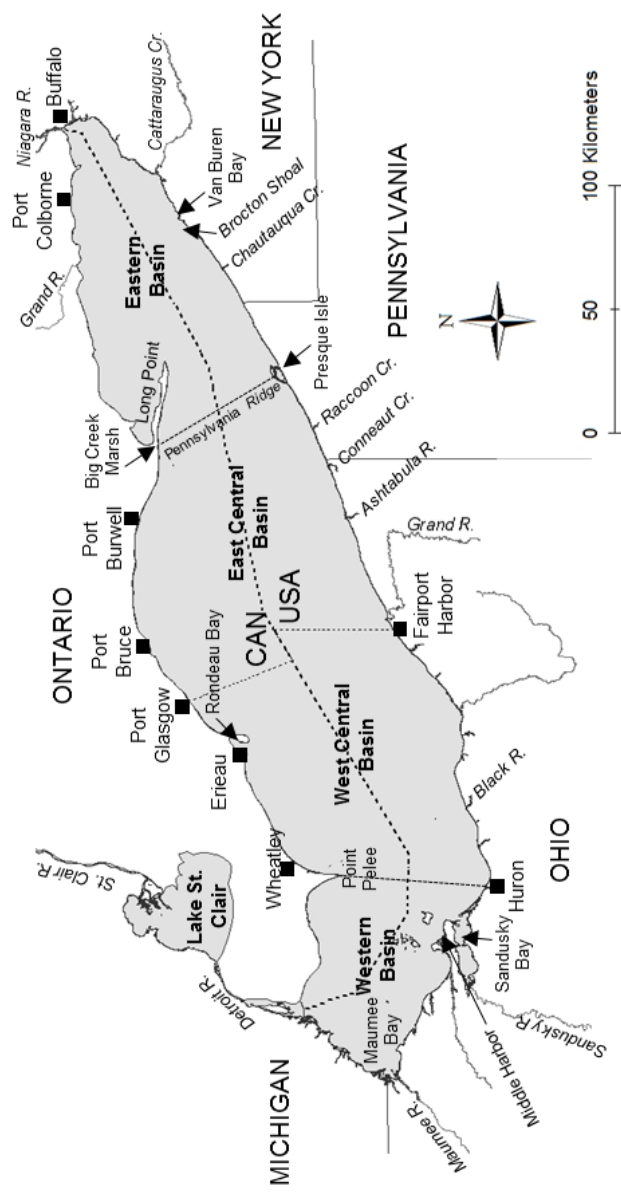 MICHIGAN
ONTARIO
NEW YORK
PENNSYLVANIA
OHIO
St. Clair R.
Lake St.
Clair
Detroit R.
Maumee R.
Maumee
Bay
Western
Basin
Middle Harbor
Sandusky R.
Sandusky
Bay
Huron
Point
Pelee
Wheatley
Erieau
Rondeau Bay
Port
Glasgow
Port
Bruce
Port
Burwell
Big Creek
Marsh
Long Point
Grand R.
Port
Colborne
Niagara R.
Buffalo
Cattaraugus Cr.
Van Buren
Bay
Brocton Shoal
Chautauqua Cr.
Eastern
Basin
Pennsylvania Ridge
Presque Isle
Raccoon Cr.
Conneaut Cr.
Ashtabula R.
East Central
Basin
CAN
USA
Grand R.
Fairport
Harbor
West Central
Basin
Black R.
N
0
50
100 Kilometers